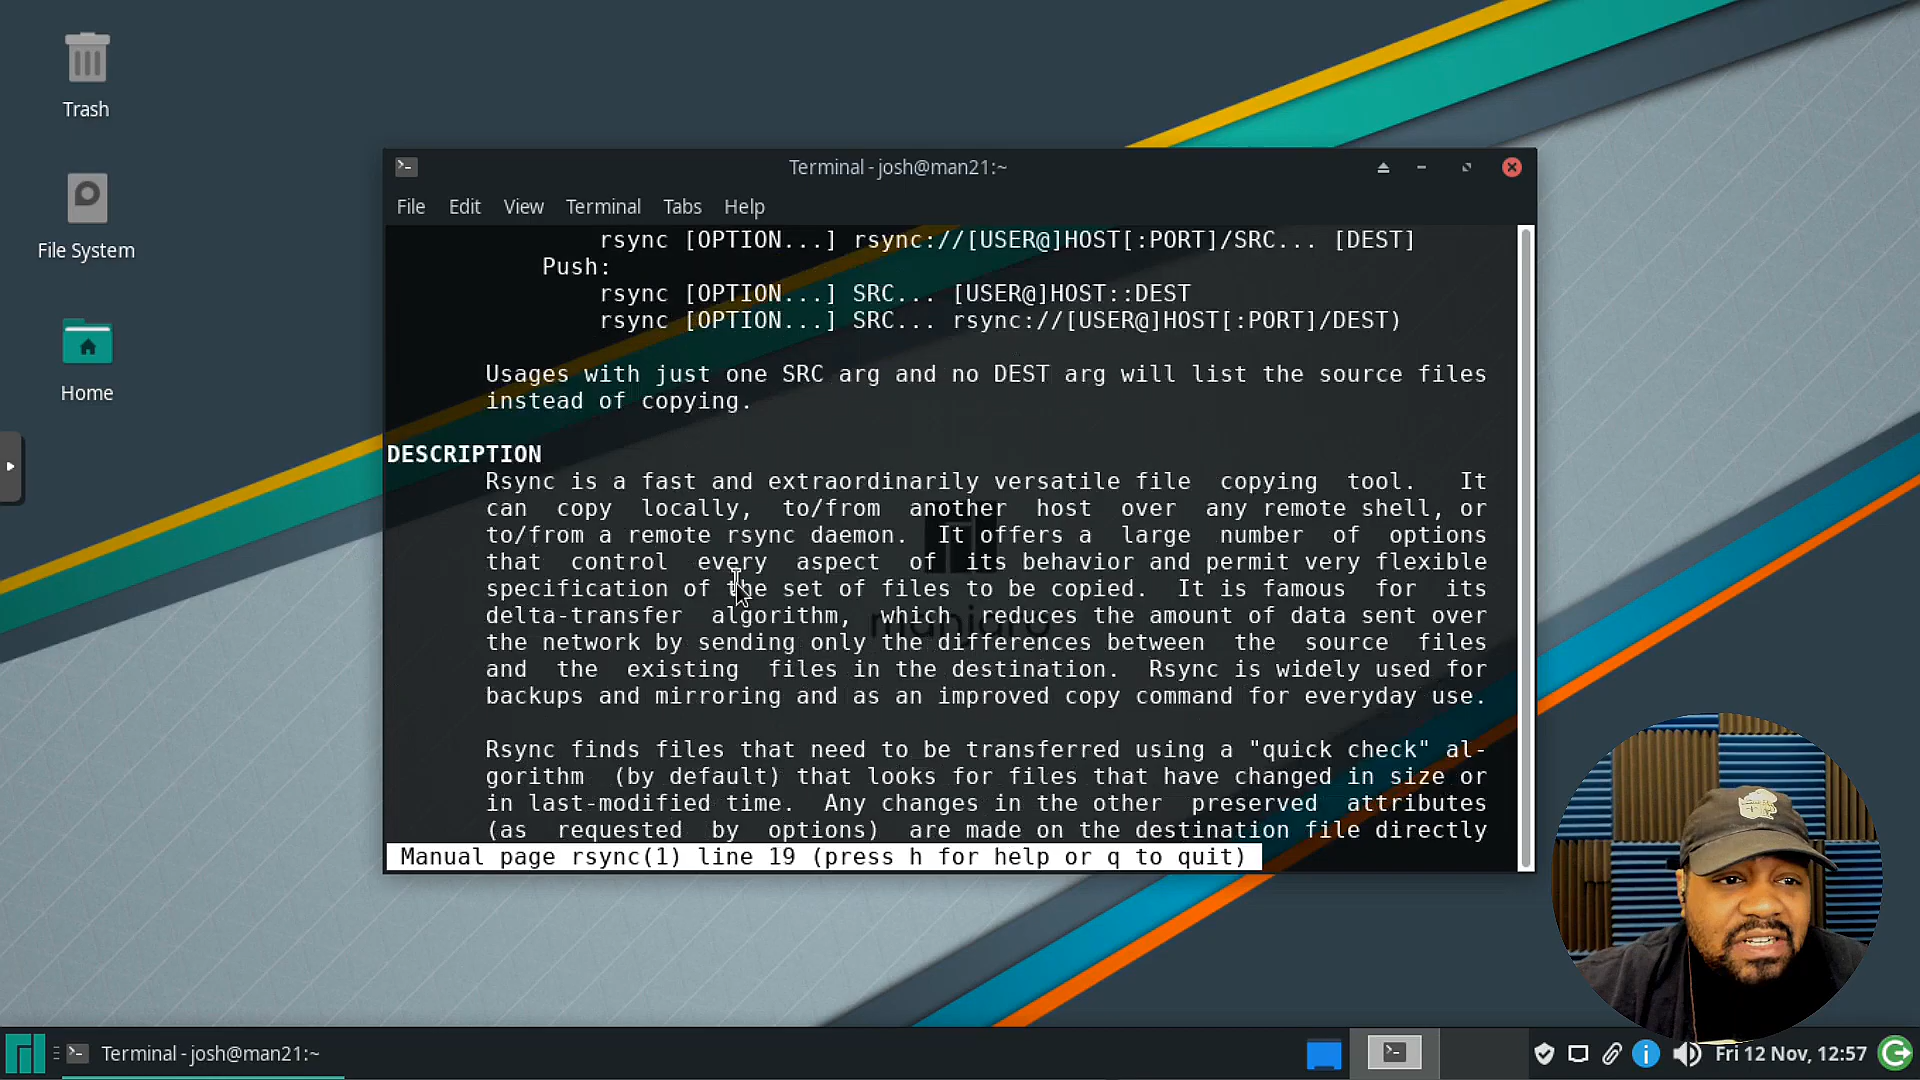 Trash
File System
Home
Terminal - josh@man21:~
File Edit View Terminal Tabs Help
rsync [OPTION...] rsync://[USER@]HOST[:PORT]/SRC... [DEST]
Push:
rsync [OPTION...] SRC... [USER@]HOST::DEST
rsync [OPTION...] SRC... rsync://[USER@]HOST[:PORT]/DEST)
Usages with just one SRC arg and no DEST arg will list the source files
instead of copying.
DESCRIPTION
Rsync is a fast and extraordinarily versatile file copying tool. It
can copy locally, to/from another host over any remote shell, or
to/from a remote rsync daemon. It offers a large number of options
that control every aspect of its behavior and permit very flexible
specification of the set of files to be copied. It is famous for its
delta-transfer algorithm, which reduces the amount of data sent over
the network by sending only the differences between the source files
and the existing files in the destination. Rsync is widely used for
backups and mirroring and as an improved copy command for everyday use.
Rsync finds files that need to be transferred using a "quick check" al-
gorithm (by default) that looks for files that have changed in size or
in last-modified time. Any changes in the other preserved attributes
(as requested by options) are made on the destination file directly
Manual page rsync(1) line 19 (press h for help or q to quit)
manjaro
Terminal - josh@man21:~
Fri 12 Nov, 12:57